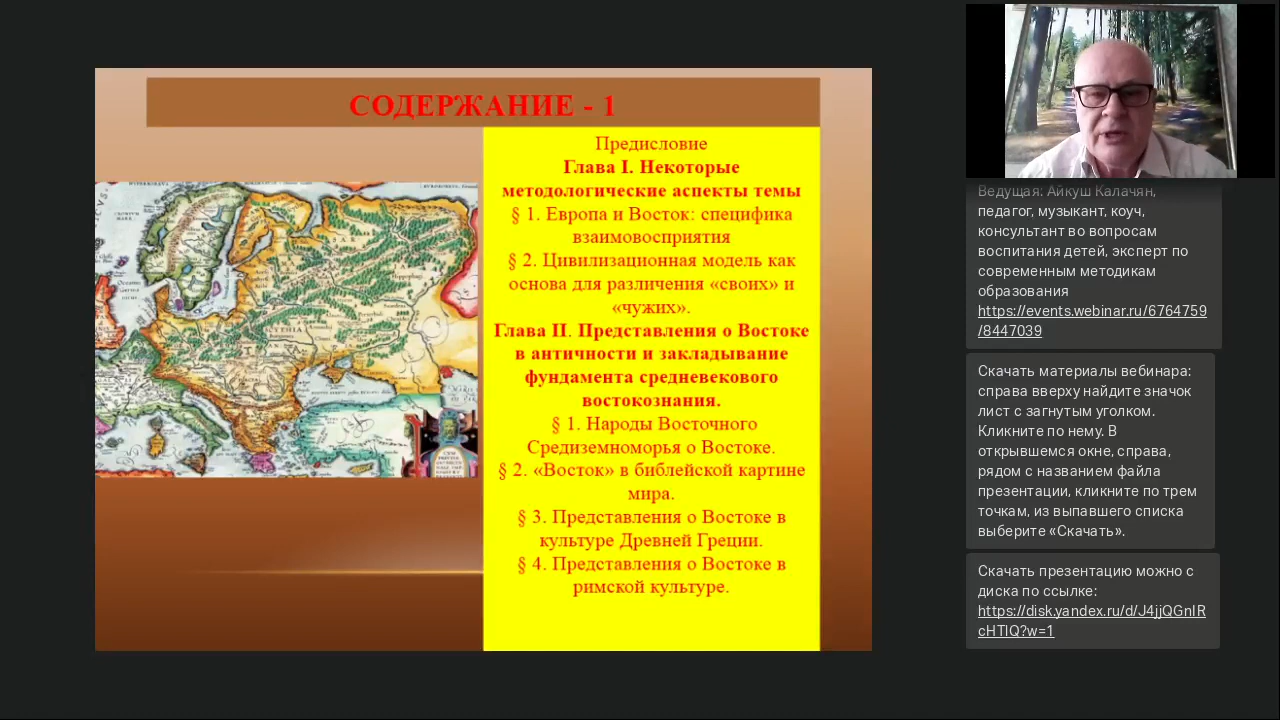 СОДЕРЖАНИЕ - 1
Предисловие
Глава I. Некоторые
методологические аспекты темы
§ 1. Европа и Восток: специфика
взаимовосприятия
§ 2. Цивилизационная модель как
основа для различения «своих» и
«чужих».
Глава II. Представления о Востоке
в античности и закладывание
фундамента средневекового
востокознания.
§ 1. Народы Восточного
Средиземноморья о Востоке.
§ 2. «Восток» в библейской картине
мира.
§ 3. Представления о Востоке в
культуре Древней Греции.
§ 4. Представления о Востоке в
римской культуре.
SCYTHIA
Ведущая: Айкуш Калачян,
педагог, музыкант, коуч,
консультант во вопросам
воспитания детей, эксперт по
современным методикам
образования
https://events.webinar.ru/6764759
/8447039
Скачать материалы вебинара:
справа вверху найдите значок
лист с загнутым уголком.
Кликните по нему. В
открывшемся окне, справа,
рядом с названием файла
презентации, кликните по трем
точкам, из выпавшего списка
выберите «Скачать».
Скачать презентацию можно с
диска по ссылке:
https://disk.yandex.ru/d/J4jjQGnIR
cHTlQ?w=1